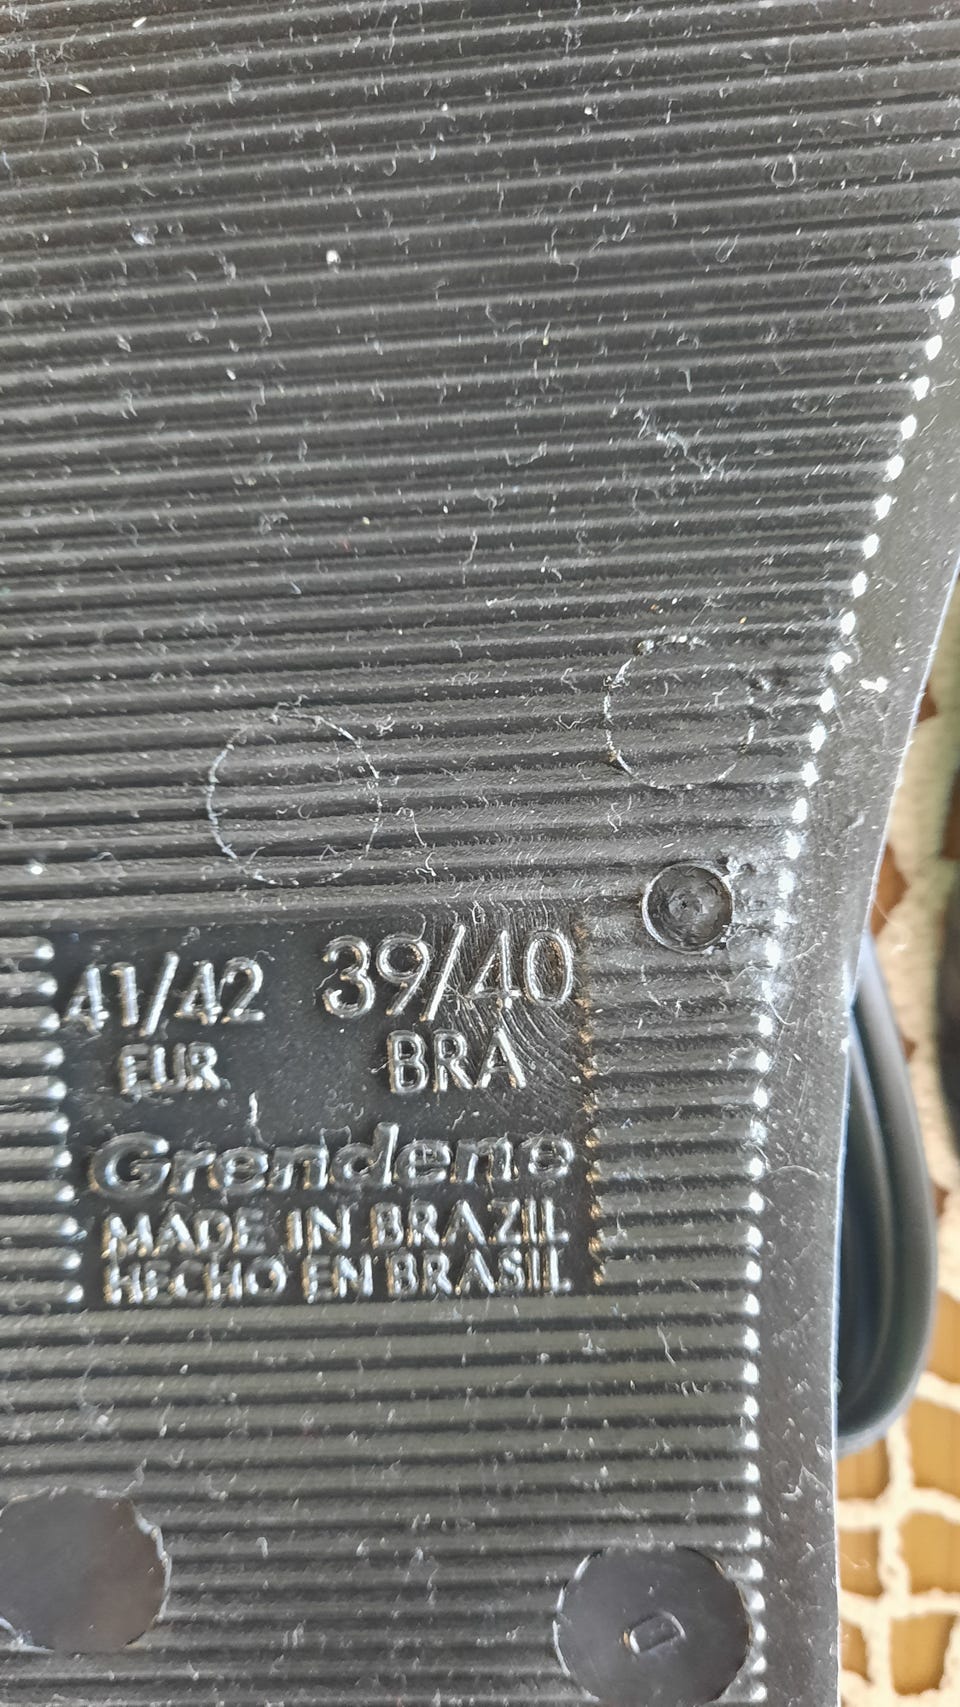 41/42 39/40
EUR BRA
Grendene
MADE IN BRAZIL
HECHO EN BRASIL
D